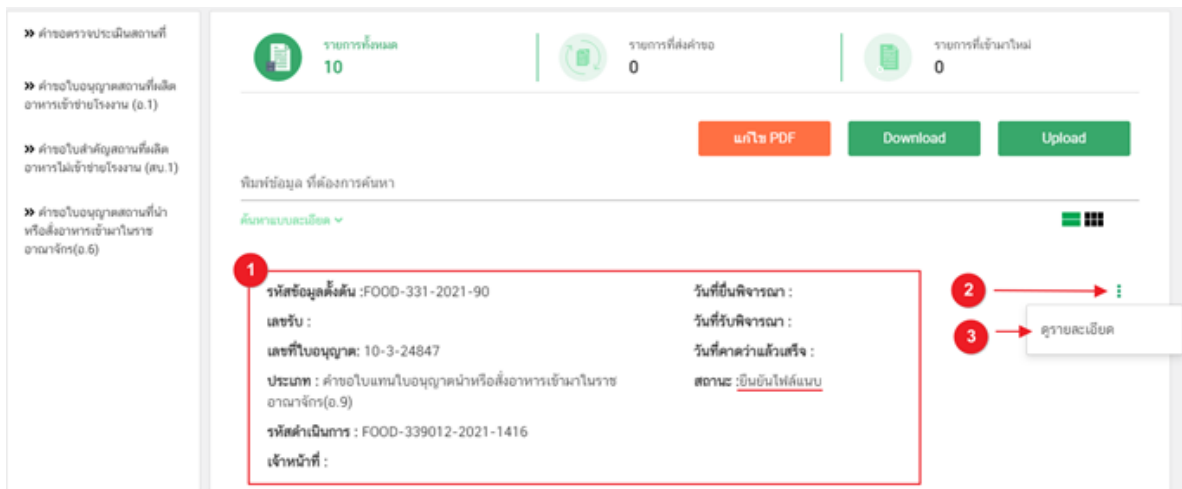 » คำขอตรวจประเมินสถานที่
» คำขอใบอนุญาตสถานที่ผลิต
อาหารเข้าข่ายโรงงาน (อ.1)
» คำขอใบสำคัญสถานที่ผลิต
อาหารไม่เข้าข่ายโรงงาน (สบ.1)
» คำขอใบอนุญาตสถานที่นำ
หรือสั่งอาหารเข้ามาในราช
อาณาจักร(อ.6)
รายการทั้งหมด
10
รายการที่ส่งคำขอ
0
รายการที่เข้ามาใหม่
0
แก้ไข PDF
Download
Upload
พิมพ์ข้อมูล ที่ต้องการค้นหา
ค้นหาแบบละเอียด
1
รหัสข้อมูลตั้งต้น :FOOD-331-2021-90
เลขรับ :
เลขที่ใบอนุญาต: 10-3-24847
ประเภท : คำขอใบแทนใบอนุญาตนำหรือสั่งอาหารเข้ามาในราช
อาณาจักร(อ.9)
รหัสดำเนินการ : FOOD-339012-2021-1416
เจ้าหน้าที่ :
วันที่ยื่นพิจารณา :
วันที่รับพิจารณา :
วันที่คาดว่าแล้วเสร็จ :
สถานะ :ยืนยันไฟล์แนบ
2
3
ดูรายละเอียด